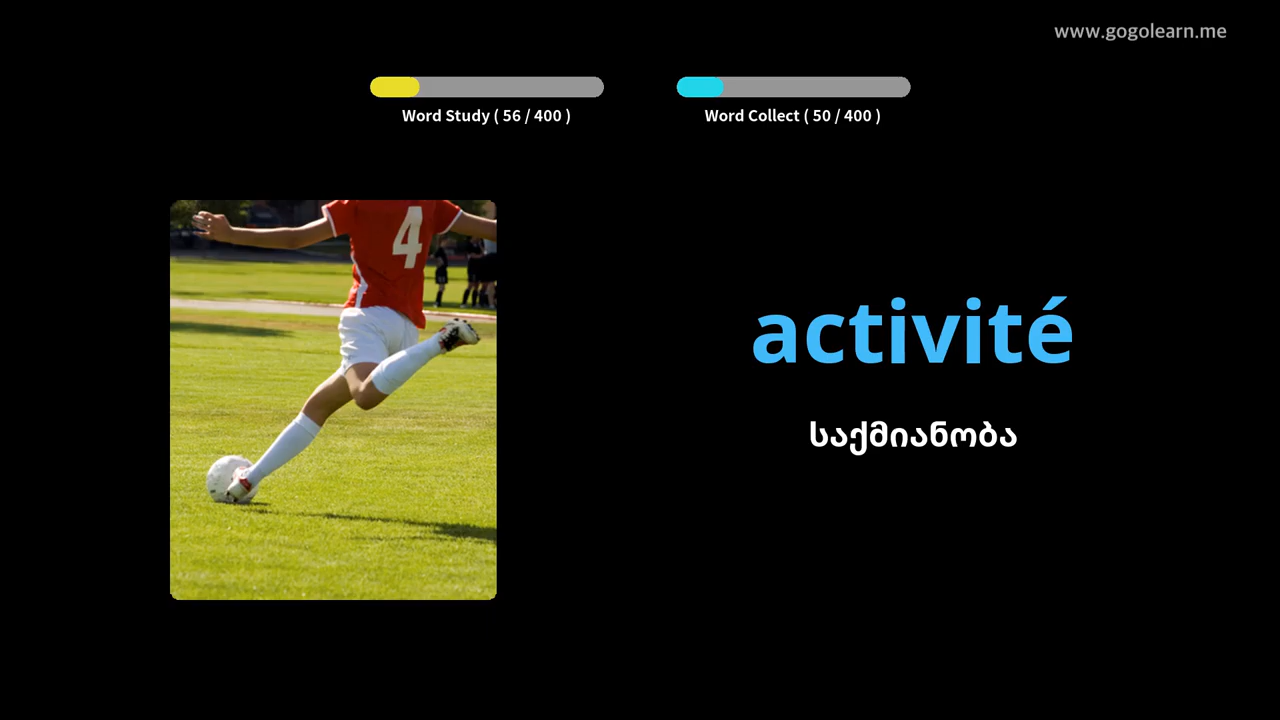 www.gogolearn.me
Word Study ( 56 / 400 )
Word Collect ( 50 / 400 )
4
activité
საქმიანობა